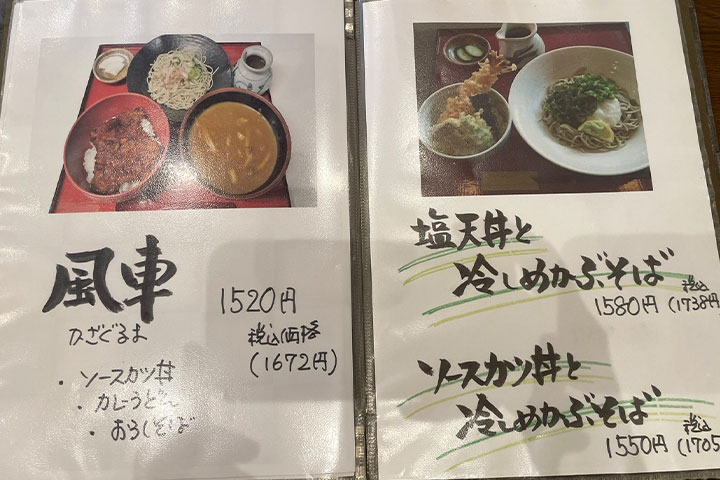 風車
かざぐるま
1520円
税込価格
(1672円)
・ソースカツ丼
・カレーうどん
・おろしそば
塩天丼と
冷しめかぶそば
税込
1580円(1738円
ソースカツ丼と
冷しめかぶそば
税込
1550円(1705